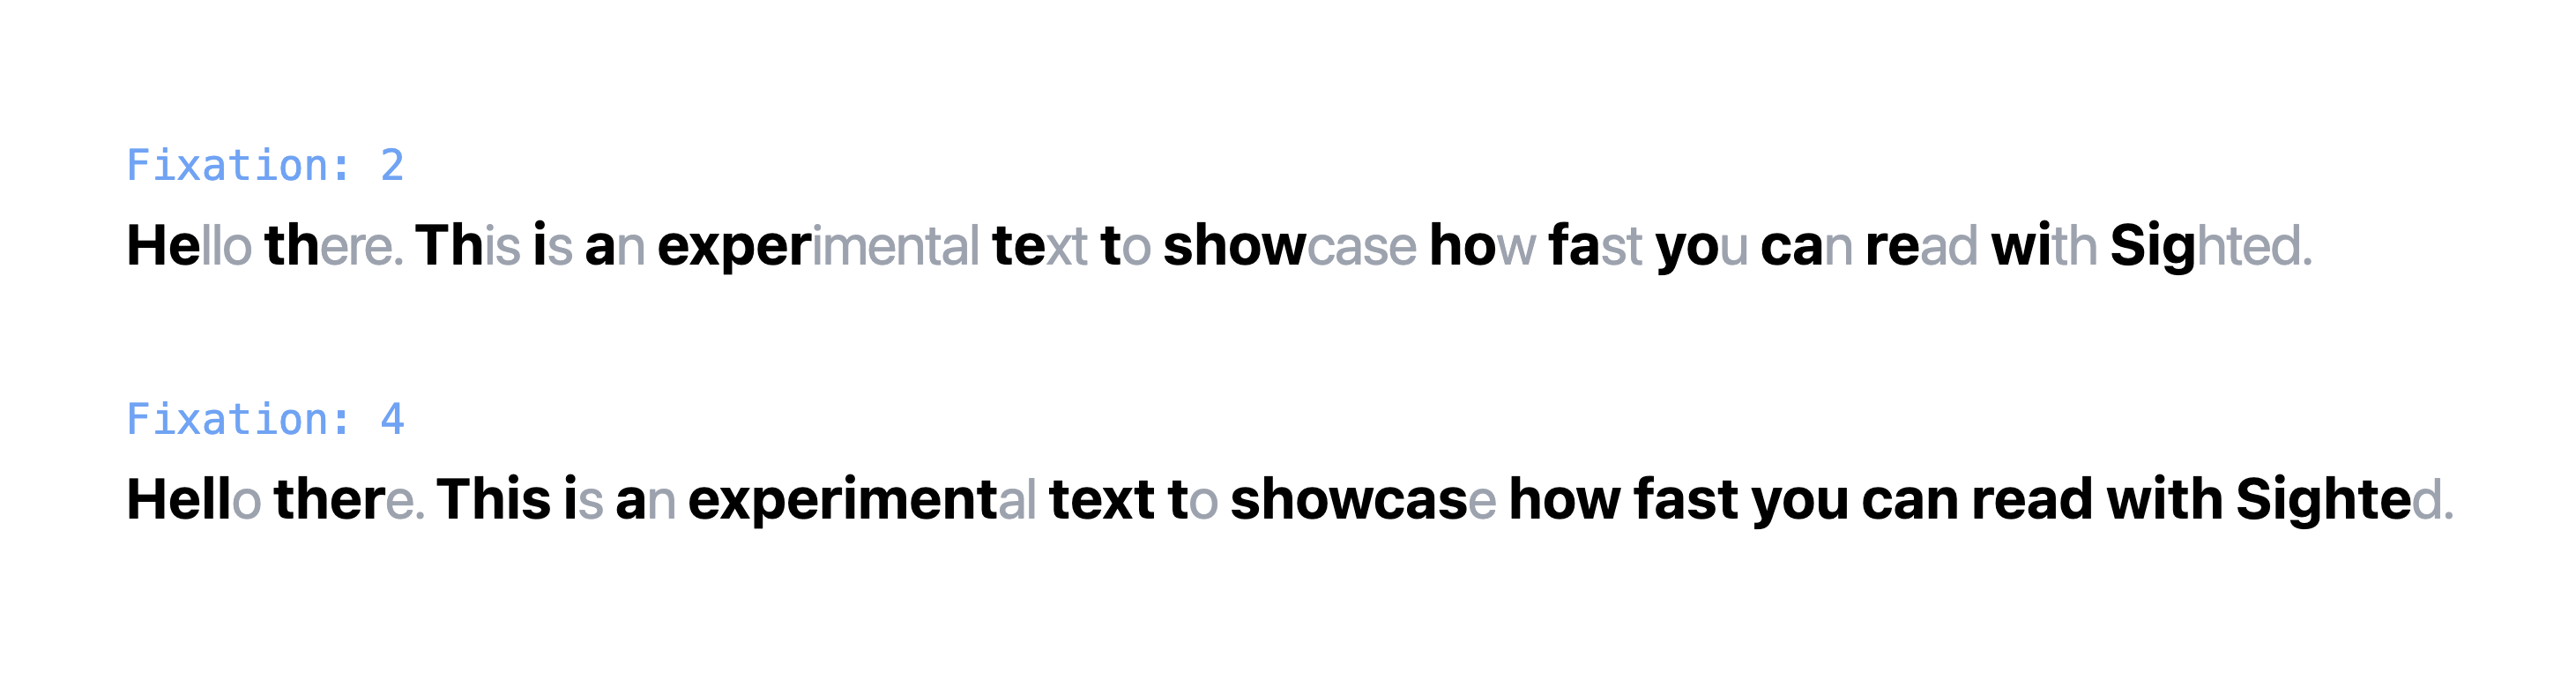 Fixation: 2
Hello there. This is an experimental text to showcase how fast you can read with Sighted.
Fixation: 4
Hello there. This is an experimental text to showcase how fast you can read with Sighted.